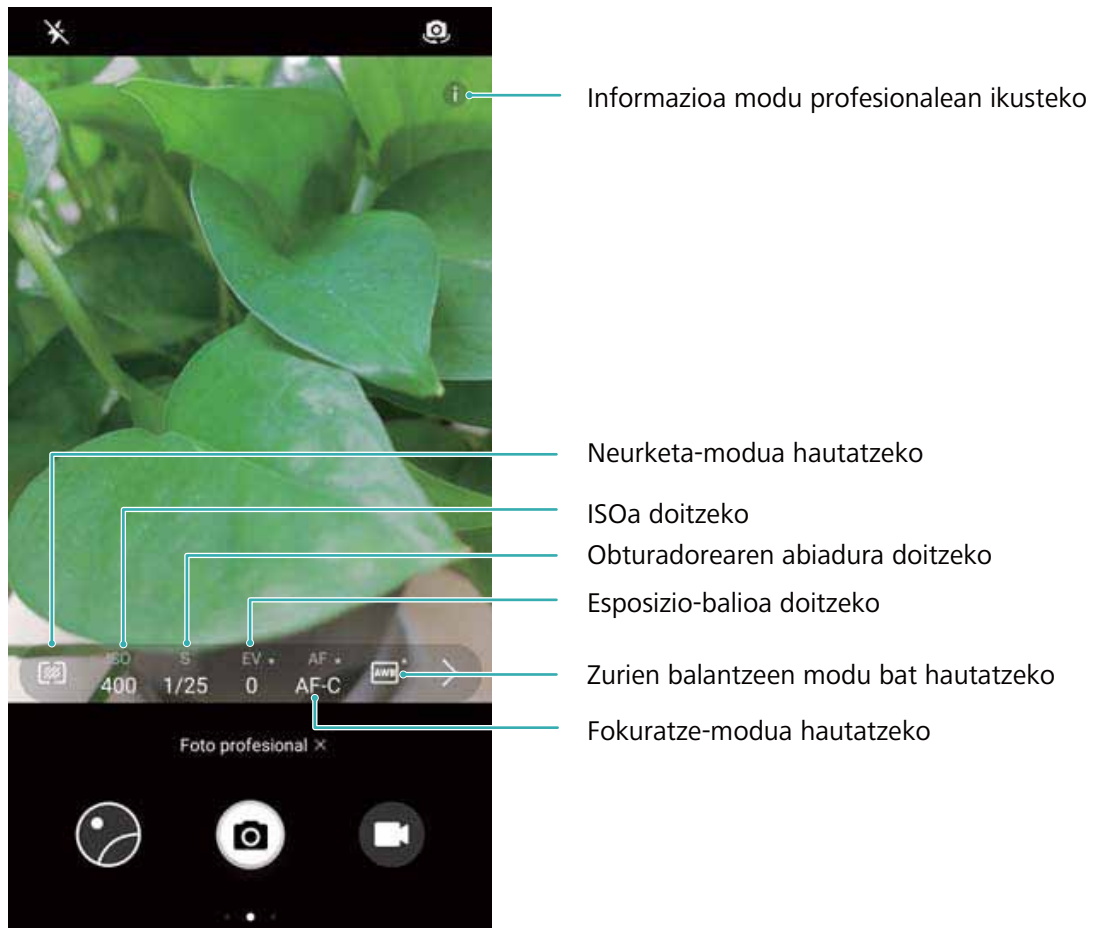 Informazioa modu profesionalean ikusteko
Neurketa-modua hautatzeko
ISOa doitzeko
Obturadorearen abiadura doitzeko
Esposizio-balioa doitzeko
Zurien balantzeen modu bat hautatzeko
Fokuratze-modua hautatzeko
ISO S EV AF AWB
400 1/25 0 AF-C
Foto profesional ×